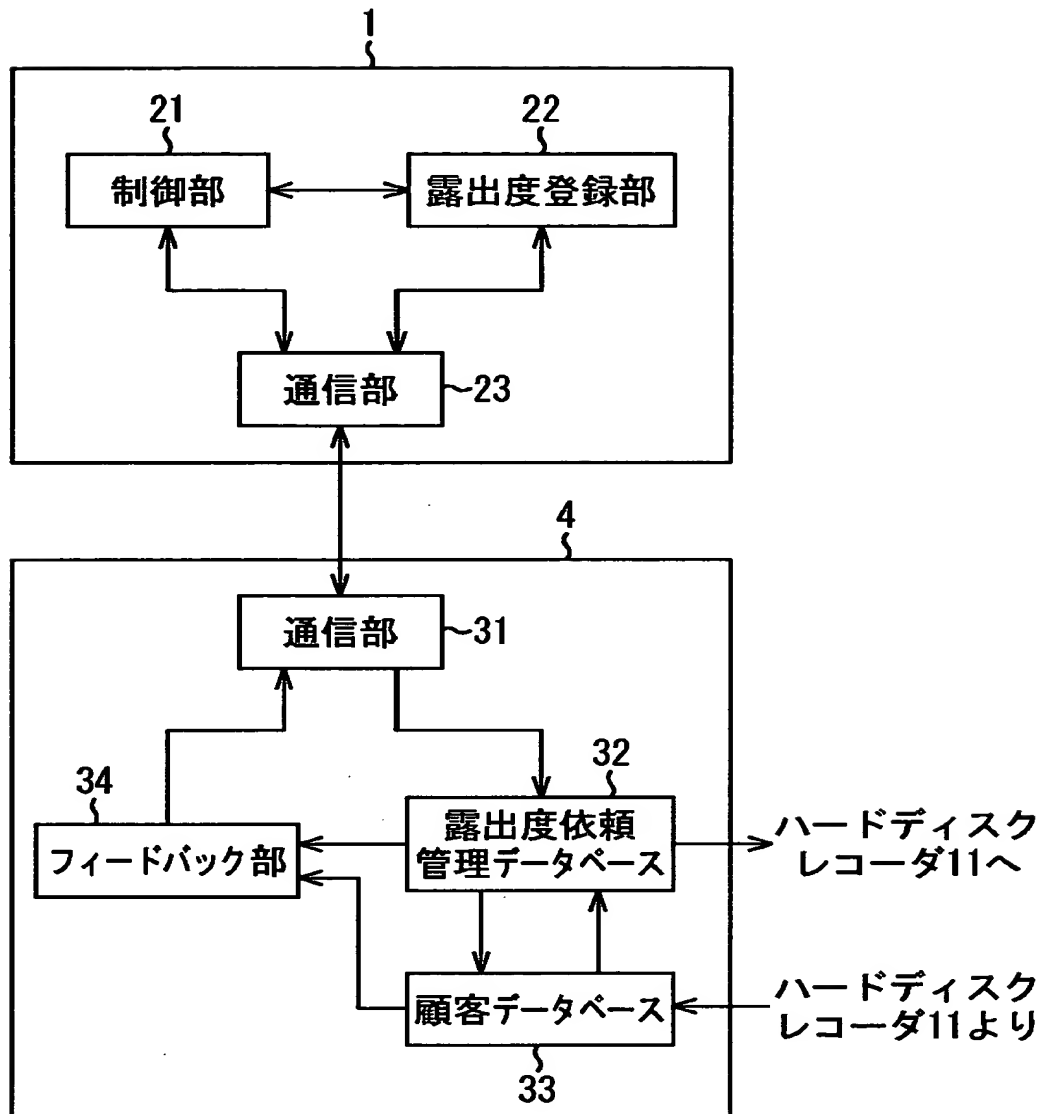 1
21
22
制御部
露出度登録部
通信部
23
4
通信部
31
32
34
露出度依頼
管理データベース
フィードバック部
ハードディスク
レコーダ11へ
顧客データベース
ハードディスク
レコーダ11より
33